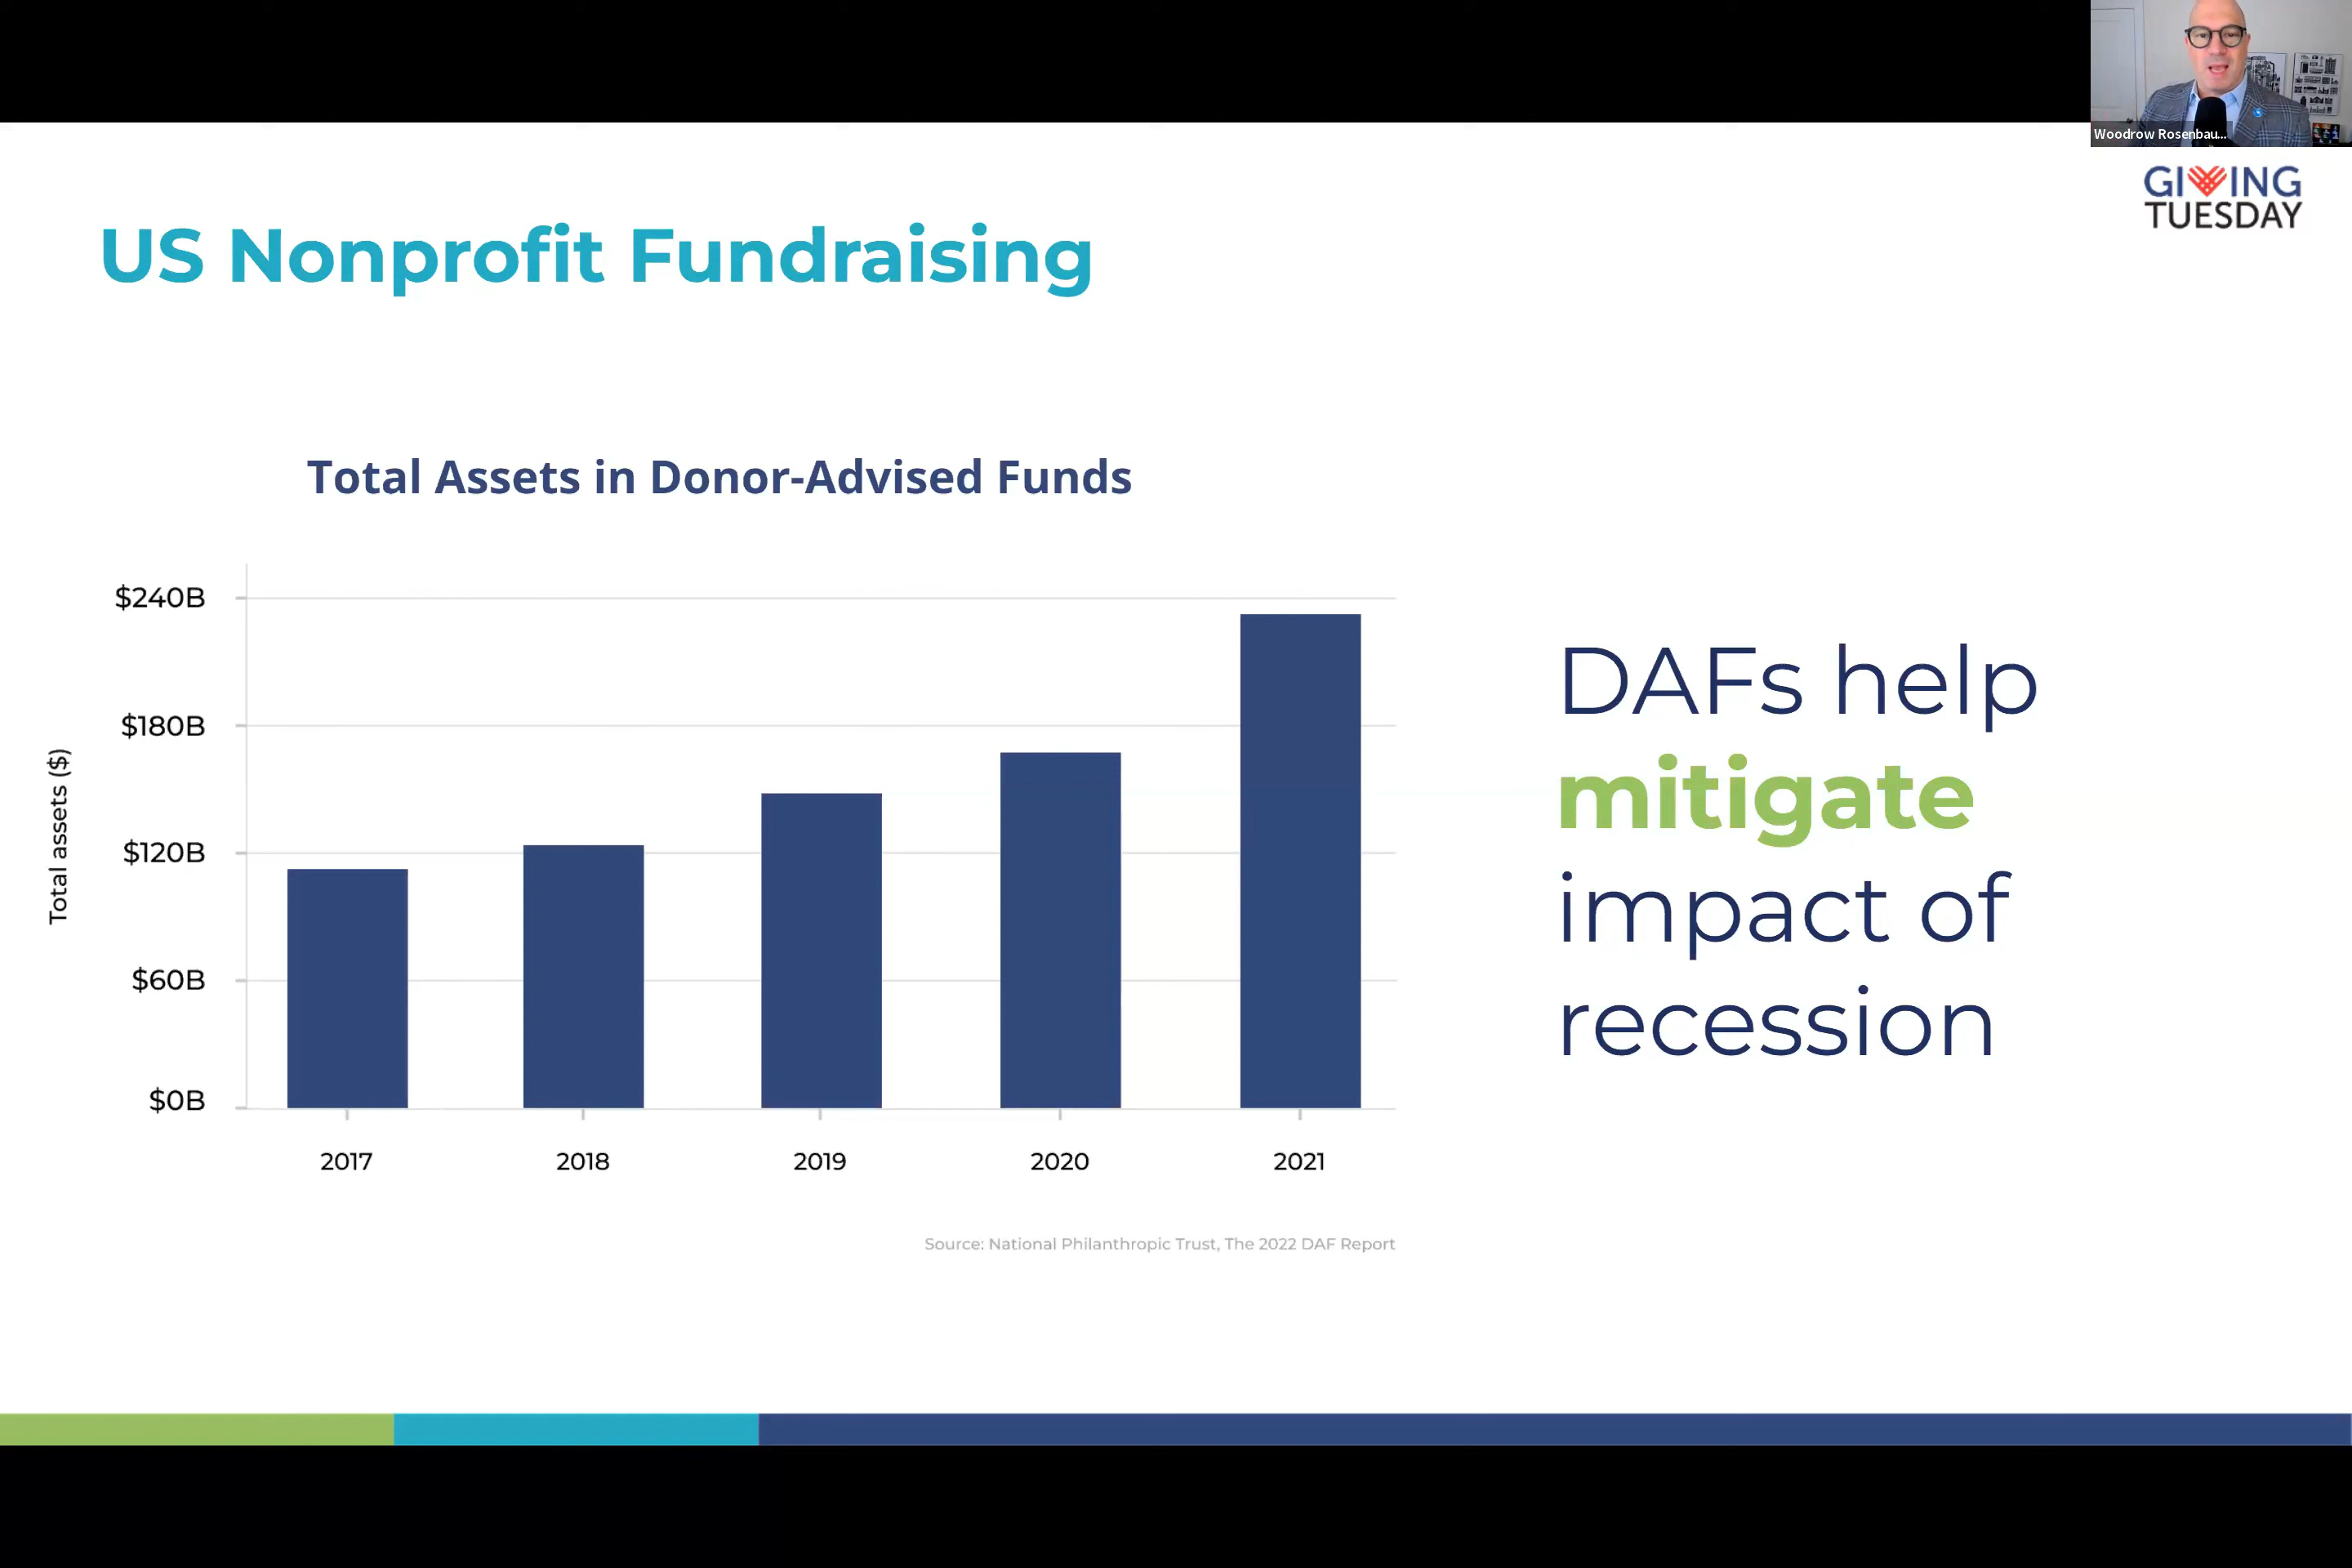 Woodrow Rosenbau...
GIVING
TUESDAY
US Nonprofit Fundraising
Total Assets in Donor-Advised Funds
Total assets ($)
$240B
$180B
$120B
$60B
$0B
2017 2018 2019 2020 2021
Source: National Philanthropic Trust, The 2022 DAF Report
DAFs help
mitigate
impact of
recession